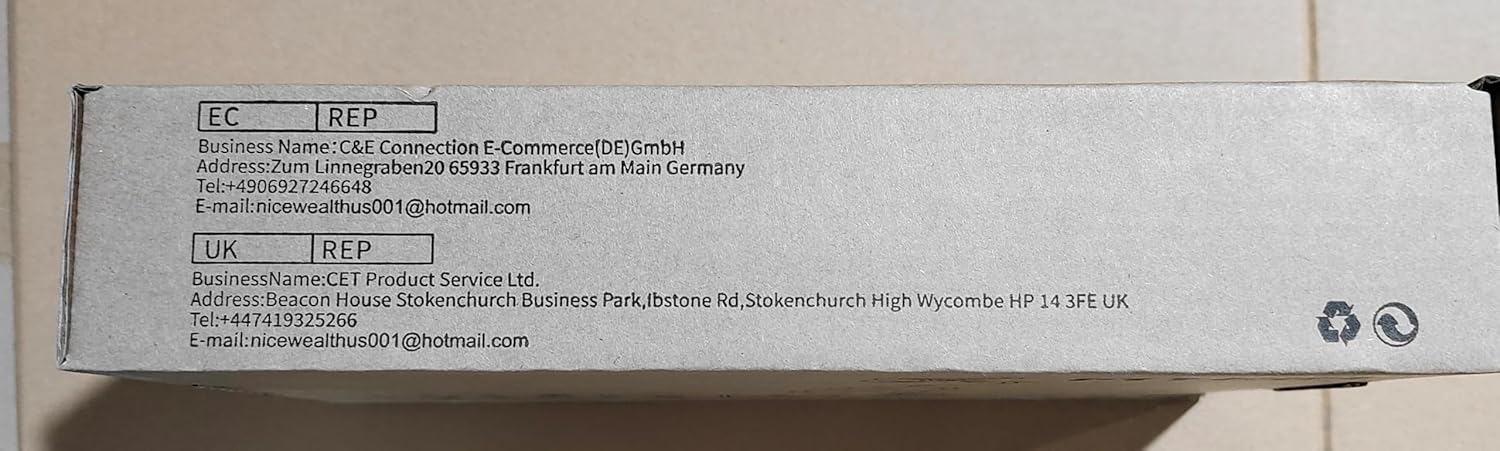 EC REP
Business Name:C&E Connection E-Commerce(DE)GmbH
Address:Zum Linnegraben20 65933 Frankfurt am Main Germany
Tel:+4906927246648
E-mail:nicewealthus001@hotmail.com
UK REP
BusinessName:CET Product Service Ltd.
Address:Beacon House Stokenchurch Business Park,Ibstone Rd,Stokenchurch High Wycombe HP 14 3FE UK
Tel:+447419325266
E-mail:nicewealthus001@hotmail.com